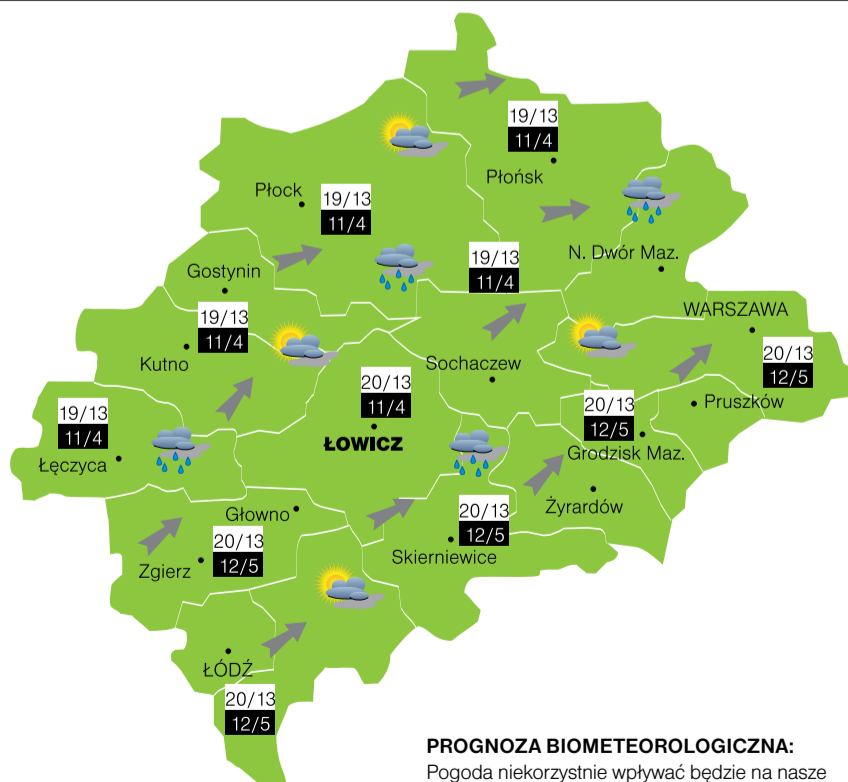 19/13
11/4
Płońsk
Płock
19/13
11/4
N. Dwór Maz.
19/13
11/4
Gostynin
WARSZAWA
19/13
11/4
Kutno
20/13
12/5
Sochaczew
20/13
11/4
ŁOWICZ
Pruszków
20/13
12/5
Grodzisk Maz.
19/13
11/4
Łęczyca
Żyrardów
Głowno
20/13
12/5
Skierniewice
20/13
12/5
Zgierz
ŁÓDŹ
20/13
12/5
PROGNOZA BIOMETEOROLOGICZNA:
Pogoda niekorzystnie wpływać będzie na nasze